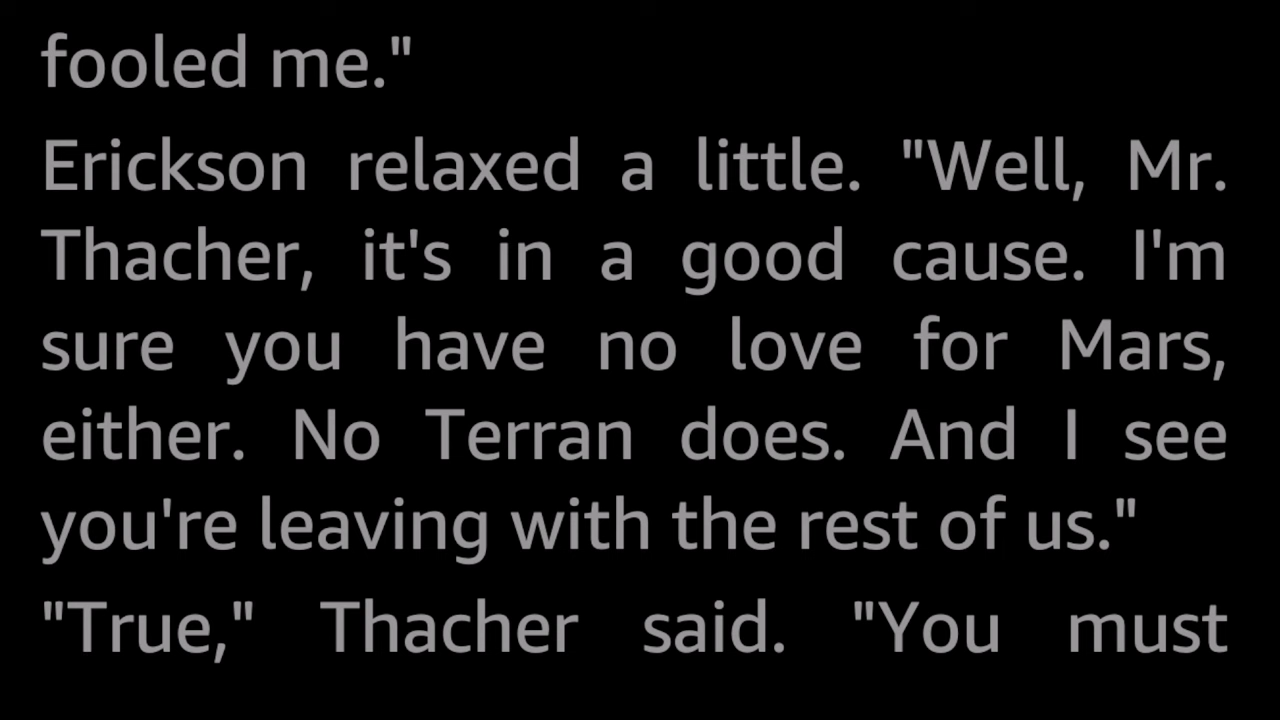 fooled me."
Erickson relaxed a little. "Well, Mr.
Thacher, it's in a good cause. I'm
sure you have no love for Mars,
either. No Terran does. And I see
you're leaving with the rest of us."
"True," Thacher said. "You must